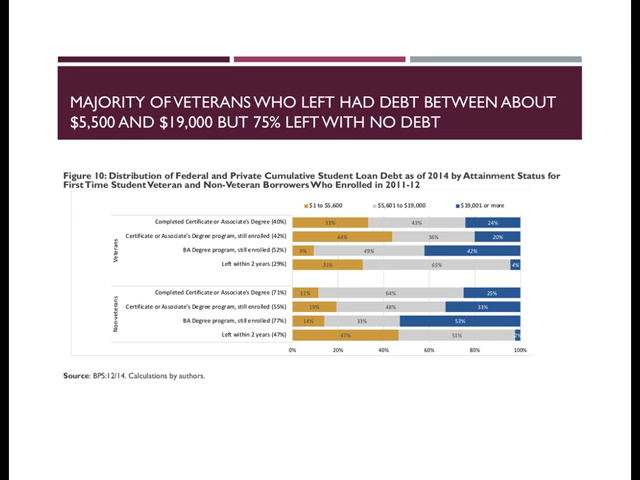 MAJORITY OF VETERANS WHO LEFT HAD DEBT BETWEEN ABOUT
$5,500 AND $19,000 BUT 75% LEFT WITH NO DEBT
Figure 10: Distribution of Federal and Private Cumulative Student Loan Debt as of 2014 by Attainment Status for
First Time Student Veteran and Non-Veteran Borrowers Who Enrolled in 2011-12
$1 to $5,600 $5,601 to $19,000 $19,001 or more
Veterans
Completed Certificate or Associate's Degree (40%) 33% 43% 24%
Certificate or Associate's Degree program, still enrolled (42%) 44% 36% 20%
BA Degree program, still enrolled (52%) 9% 49% 42%
Left within 2 years (29%) 31% 65% 4%
Non-veterans
Completed Certificate or Associate's Degree (71%) 11% 64% 25%
Certificate or Associate's Degree program, still enrolled (55%) 19% 48% 33%
BA Degree program, still enrolled (77%) 14% 33% 53%
Left within 2 years (47%) 47% 51%
0% 20% 40% 60% 80% 100%
Source: BPS:12/14. Calculations by authors.